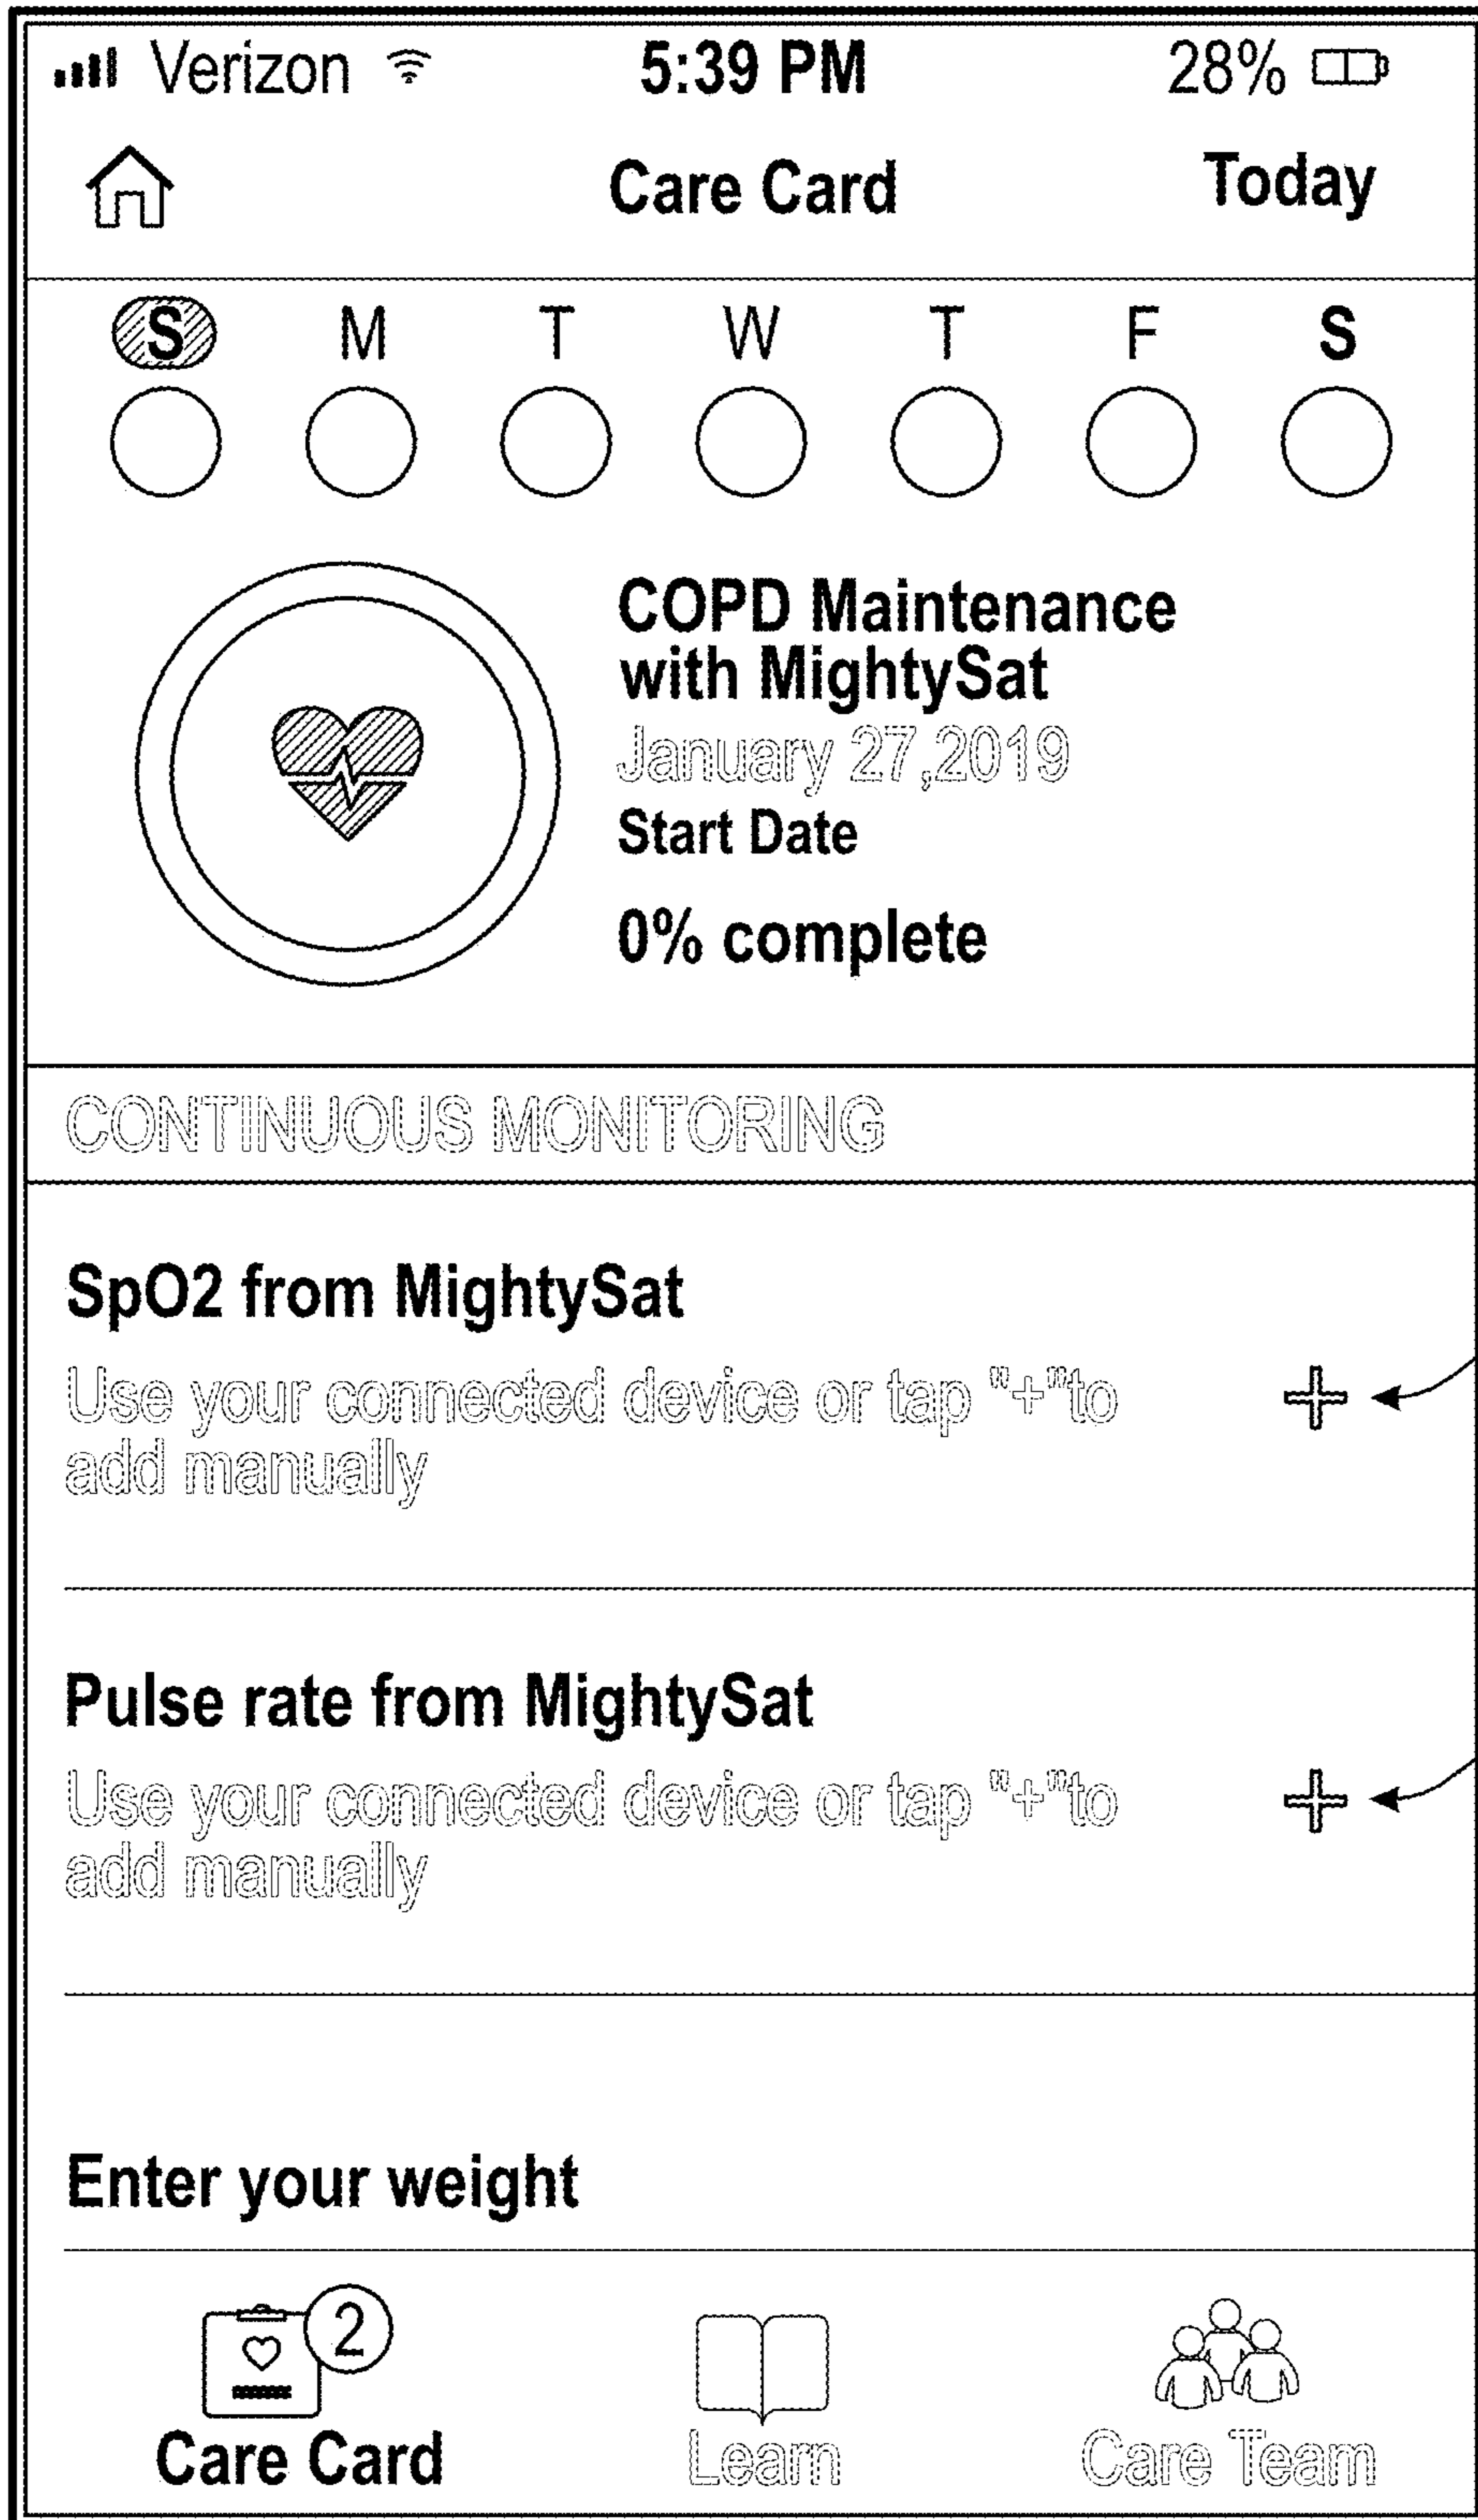 Verizon 5:39 PM 28%
Care Card Today
S M T W T F S
COPD Maintenance
with MightySat
January 27,2019
Start Date
0% complete
CONTINUOUS MONITORING
SpO2 from MightySat
Use your connected device or tap "+"to
add manually
+
Pulse rate from MightySat
Use your connected device or tap "+"to
add manually
+
Enter your weight
2
Care Card Learn Care Team